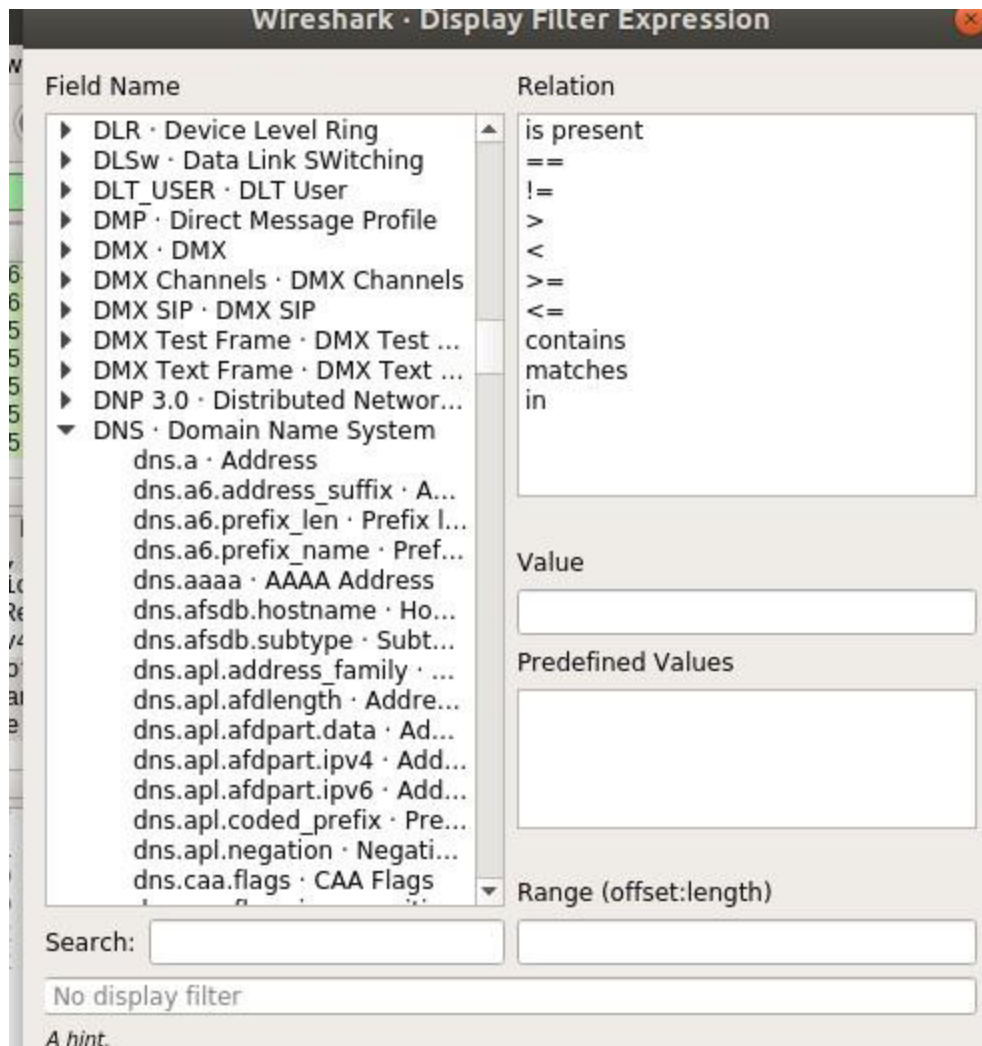 Wireshark · Display Filter Expression
Field Name
DLR · Device Level Ring
DLSw · Data Link SWitching
DLT_USER · DLT User
DMP · Direct Message Profile
DMX · DMX
DMX Channels · DMX Channels
DMX SIP · DMX SIP
DMX Test Frame · DMX Test ...
DMX Text Frame · DMX Text ...
DNP 3.0 · Distributed Networ...
DNS · Domain Name System
dns.a · Address
dns.a6.address_suffix · A...
dns.a6.prefix_len · Prefix l...
dns.a6.prefix_name · Pref...
dns.aaaa · AAAA Address
dns.afsdb.hostname · Ho...
dns.afsdb.subtype · Subt...
dns.apl.address_family · ...
dns.apl.afdlength · Addre...
dns.apl.afdpart.data · Ad...
dns.apl.afdpart.ipv4 · Add...
dns.apl.afdpart.ipv6 · Add...
dns.apl.coded_prefix · Pre...
dns.apl.negation · Negati...
dns.caa.flags · CAA Flags
Search:
Relation
is present
==
!=
>
<
>=
<=
contains
matches
in
Value
Predefined Values
Range (offset:length)
No display filter
A hint.